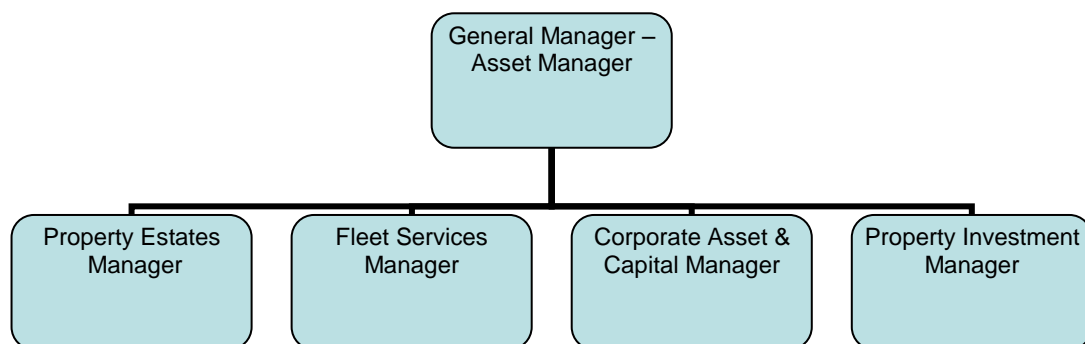 General Manager –
Asset Manager
Property Estates
Manager
Fleet Services
Manager
Corporate Asset &
Capital Manager
Property Investment
Manager